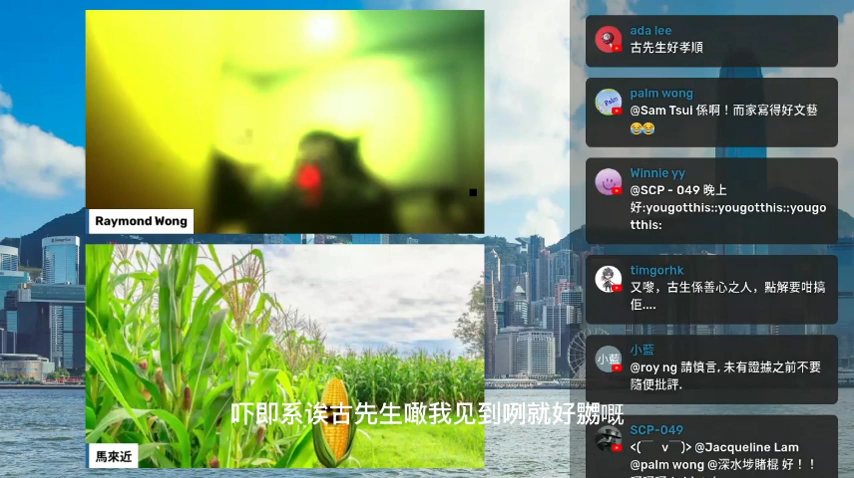 Raymond Wong
馬來近
吓即系诶古先生噉我见到咧就好嬲嘅
ada lee
古先生好孝順
palm wong
@Sam Tsui 係啊！而家寫得好文藝
😂😂
Winnie yy
@SCP - 049 晚上
好:yougotthis::yougotthis::yougo
tthis:
timgorhk
又嚟，古生係善心之人，點解要咁搞
佢....
小藍
小藍
@roy ng 請慎言, 未有證據之前不要
隨便批評.
SCP-049
@Jacqueline Lam
@palm wong @深水埗賭棍 好！！